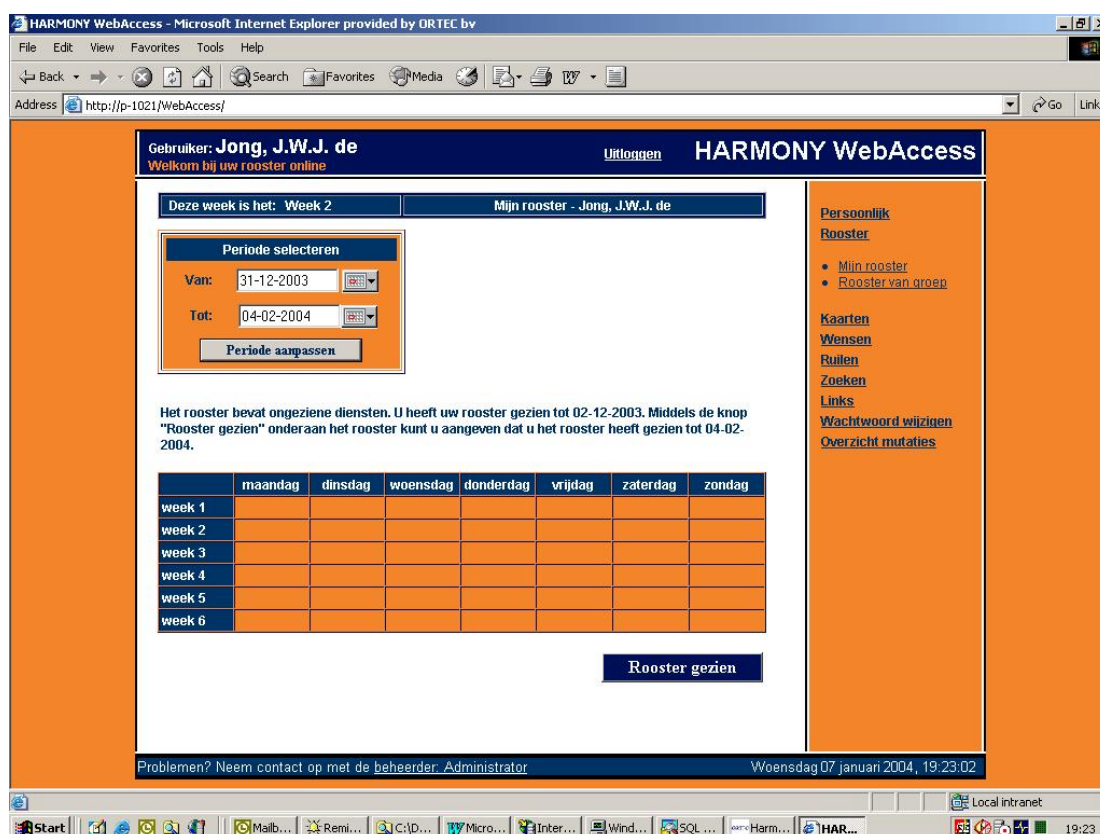 HARMONY WebAccess - Microsoft Internet Explorer provided by ORTEC bv
File Edit View Favorites Tools Help
Back Search Favorites Media
Address http://p-1021/WebAccess/ Go Link
Gebruiker: Jong, J.W.J. de
Welkom bij uw rooster online
Uitloggen
HARMONY WebAccess
Deze week is het: Week 2
Mijn rooster - Jong, J.W.J. de
Periode selecteren
Van: 31-12-2003
Tot: 04-02-2004
Periode aanpassen
Het rooster bevat ongeziene diensten. U heeft uw rooster gezien tot 02-12-2003. Middels de knop
"Rooster gezien" onderaan het rooster kunt u aangeven dat u het rooster heeft gezien tot 04-02-
2004.
maandag dinsdag woensdag donderdag vrijdag zaterdag zondag
week 1
week 2
week 3
week 4
week 5
week 6
Rooster gezien
Persoonlijk
Rooster
Mijn rooster
Rooster van groep
Kaarten
Wensen
Ruilen
Zoeken
Links
Wachtwoord wijzigen
Overzicht mutaties
Problemen? Neem contact op met de beheerder: Administrator
Woensdag 07 januari 2004, 19:23:02
Local intranet
Start Mailb... Remi... C:\D... Micro... Inter... Wind... SQL ... Harm... HAR... 19:23